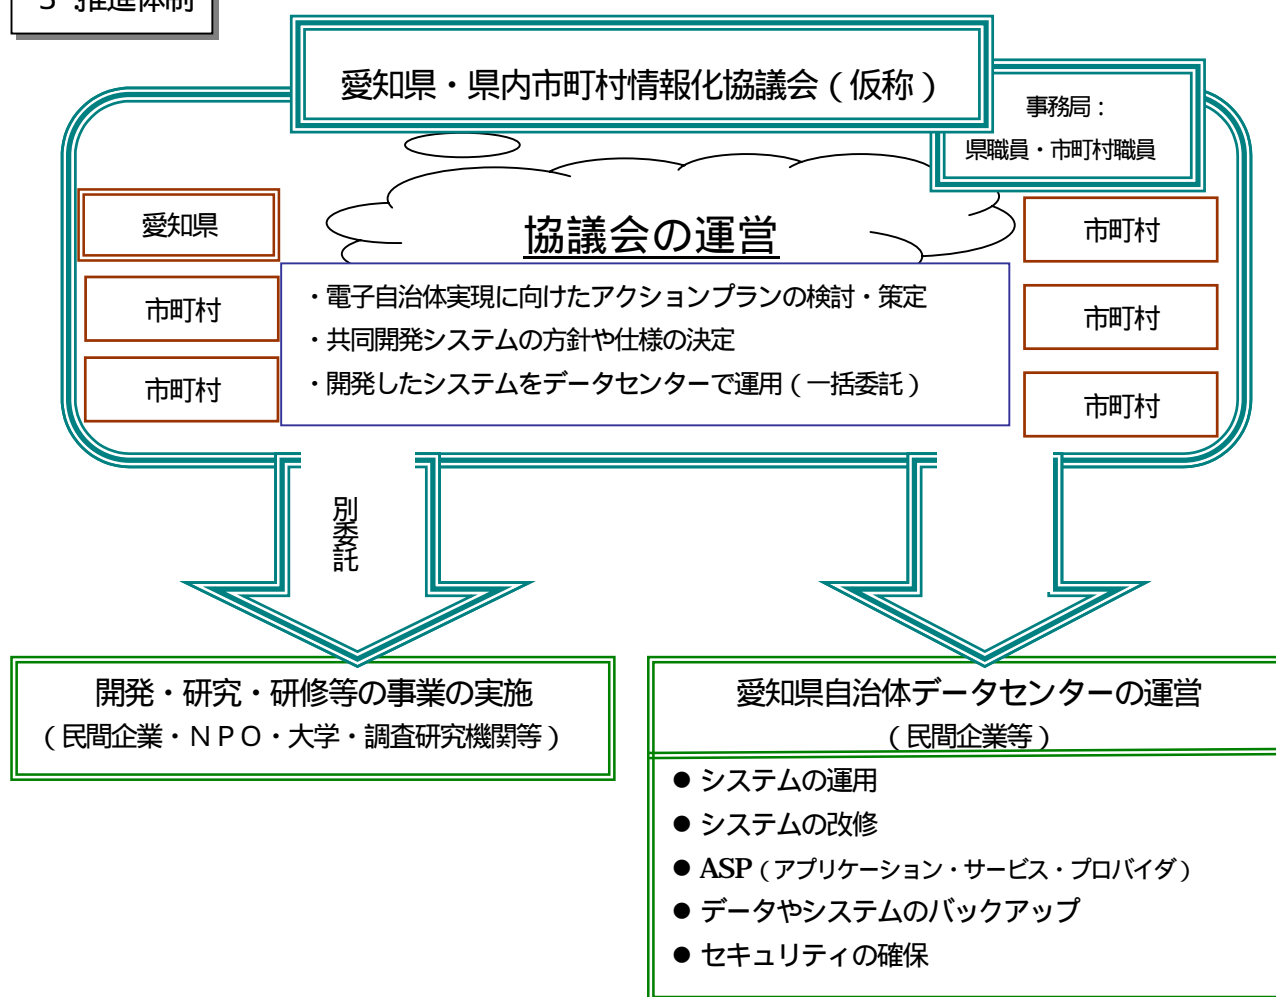 3 推進体制
愛知県・県内市町村情報化協議会（仮称）
事務局：
県職員・市町村職員
協議会の運営
愛知県
市町村
市町村
・電子自治体実現に向けたアクションプランの検討・策定
・共同開発システムの方針や仕様の決定
・開発したシステムをデータセンターで運用（一括委託）
市町村
市町村
市町村
別委託
開発・研究・研修等の事業の実施
（民間企業・ＮＰＯ・大学・調査研究機関等）
愛知県自治体データセンターの運営
（民間企業等）
● システムの運用
● システムの改修
● ASP（アプリケーション・サービス・プロバイダ）
● データやシステムのバックアップ
● セキュリティの確保